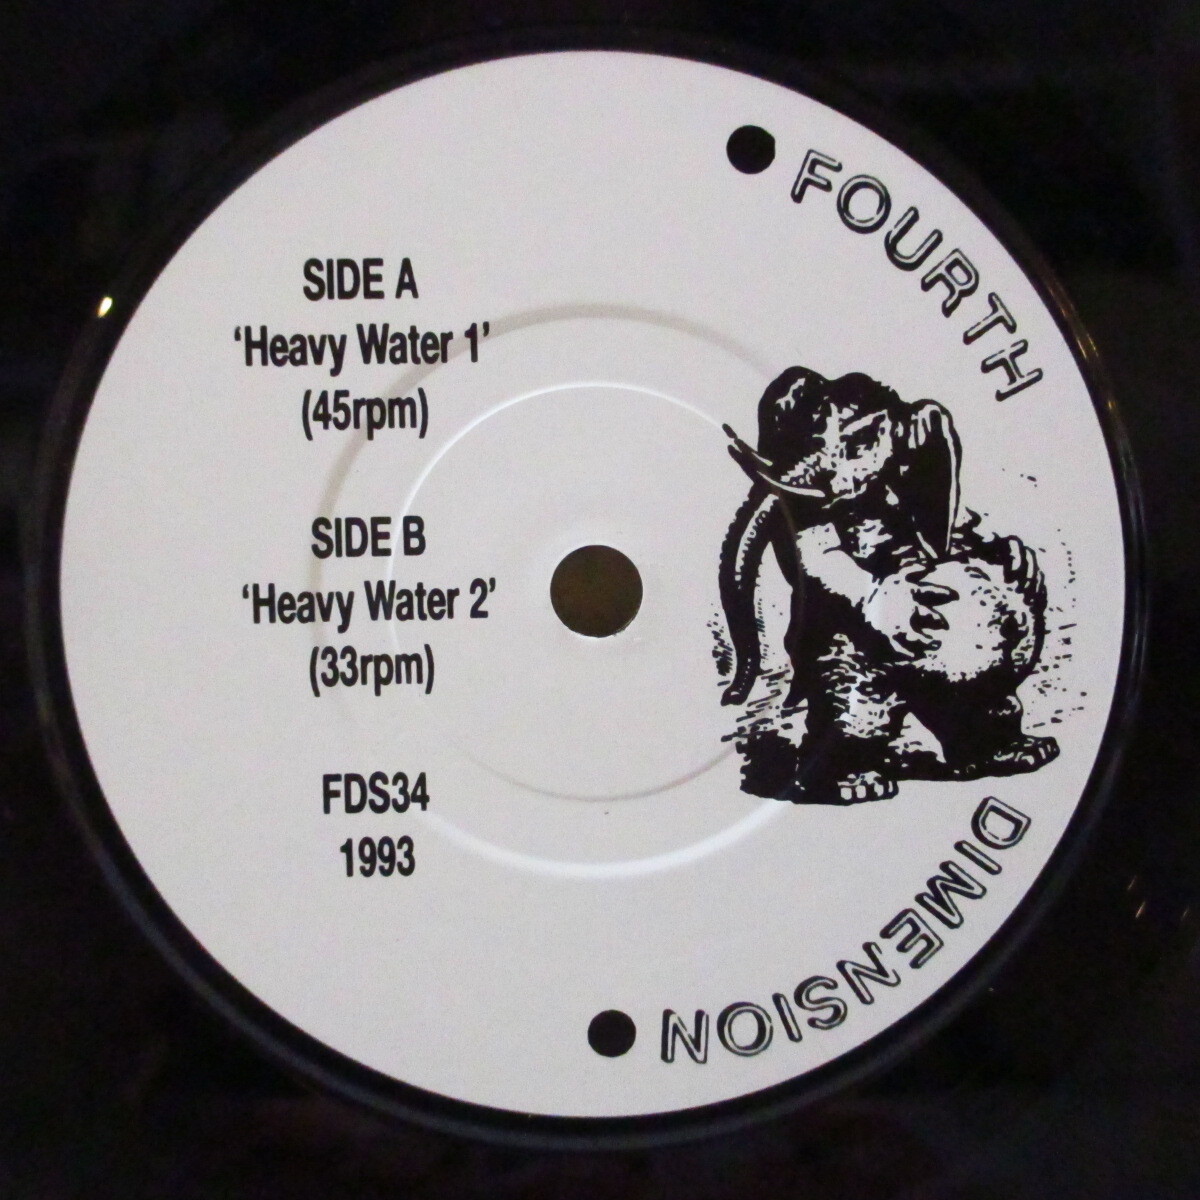 FOURTH
DIMENSION
SIDE A
‘Heavy Water 1’
(45rpm)
SIDE B
‘Heavy Water 2’
(33rpm)
FDS34
1993